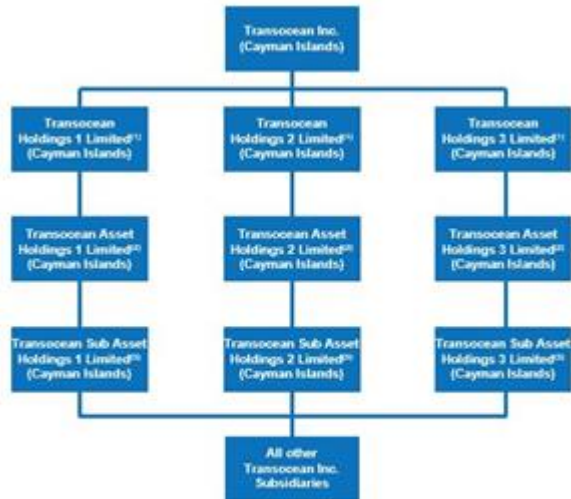 Transocean Inc.
(Cayman Islands)
Transocean
Holdings 1 Limited(1)
(Cayman Islands)
Transocean
Holdings 2 Limited(1)
(Cayman Islands)
Transocean
Holdings 3 Limited(1)
(Cayman Islands)
Transocean Asset
Holdings 1 Limited(2)
(Cayman Islands)
Transocean Asset
Holdings 2 Limited(2)
(Cayman Islands)
Transocean Asset
Holdings 3 Limited(2)
(Cayman Islands)
Transocean Sub Asset
Holdings 1 Limited(3)
(Cayman Islands)
Transocean Sub Asset
Holdings 2 Limited(3)
(Cayman Islands)
Transocean Sub Asset
Holdings 3 Limited(3)
(Cayman Islands)
All other
Transocean Inc.
Subsidiaries